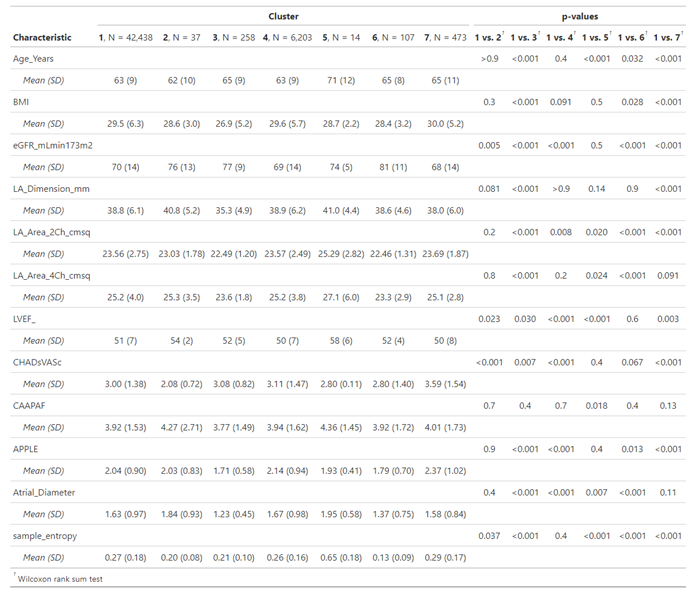 Cluster p-values
Characteristic 1, N = 42,438 2, N = 37 3, N = 258 4, N = 6,203 5, N = 14 6, N = 107 7, N = 473 1 vs. 2† 1 vs. 3† 1 vs. 4† 1 vs. 5† 1 vs. 6† 1 vs. 7†
Age_Years >0.9 <0.001 0.4 <0.001 0.032 <0.001
Mean (SD) 63 (9) 62 (10) 65 (9) 63 (9) 71 (12) 65 (8) 65 (11)
BMI 0.3 <0.001 0.091 0.5 0.028 <0.001
Mean (SD) 29.5 (6.3) 28.6 (3.0) 26.9 (5.2) 29.6 (5.7) 28.7 (2.2) 28.4 (3.2) 30.0 (5.2)
eGFR_mLmin173m2 0.005 <0.001 <0.001 0.5 <0.001 <0.001
Mean (SD) 70 (14) 76 (13) 77 (9) 69 (14) 74 (5) 81 (11) 68 (14)
LA_Dimension_mm 0.081 <0.001 >0.9 0.14 0.9 <0.001
Mean (SD) 38.8 (6.1) 40.8 (5.2) 35.3 (4.9) 38.9 (6.2) 41.0 (4.4) 38.6 (4.6) 38.0 (6.0)
LA_Area_2Ch_cmsq 0.2 <0.001 0.008 0.020 <0.001 <0.001
Mean (SD) 23.56 (2.75) 23.03 (1.78) 22.49 (1.20) 23.57 (2.49) 25.29 (2.82) 22.46 (1.31) 23.69 (1.87)
LA_Area_4Ch_cmsq 0.8 <0.001 0.2 0.024 <0.001 0.091
Mean (SD) 25.2 (4.0) 25.3 (3.5) 23.6 (1.8) 25.2 (3.8) 27.1 (6.0) 23.3 (2.9) 25.1 (2.8)
LVEF_ 0.023 0.030 <0.001 <0.001 0.6 0.003
Mean (SD) 51 (7) 54 (2) 52 (5) 50 (7) 58 (6) 52 (4) 50 (8)
CHADsVASc <0.001 0.007 <0.001 0.4 0.067 <0.001
Mean (SD) 3.00 (1.38) 2.08 (0.72) 3.08 (0.82) 3.11 (1.47) 2.80 (0.11) 2.80 (1.40) 3.59 (1.54)
CAAPAF 0.7 0.4 0.7 0.018 0.4 0.13
Mean (SD) 3.92 (1.53) 4.27 (2.71) 3.77 (1.49) 3.94 (1.62) 4.36 (1.45) 3.92 (1.72) 4.01 (1.73)
APPLE 0.9 <0.001 <0.001 0.4 0.013 <0.001
Mean (SD) 2.04 (0.90) 2.03 (0.83) 1.71 (0.58) 2.14 (0.94) 1.93 (0.41) 1.79 (0.70) 2.37 (1.02)
Atrial_Diameter 0.4 <0.001 <0.001 0.007 <0.001 0.11
Mean (SD) 1.63 (0.97) 1.84 (0.93) 1.23 (0.45) 1.67 (0.98) 1.95 (0.58) 1.37 (0.75) 1.58 (0.84)
sample_entropy 0.037 <0.001 0.4 <0.001 <0.001 <0.001
Mean (SD) 0.27 (0.18) 0.20 (0.08) 0.21 (0.10) 0.26 (0.16) 0.65 (0.18) 0.13 (0.09) 0.29 (0.17)
† Wilcoxon rank sum test